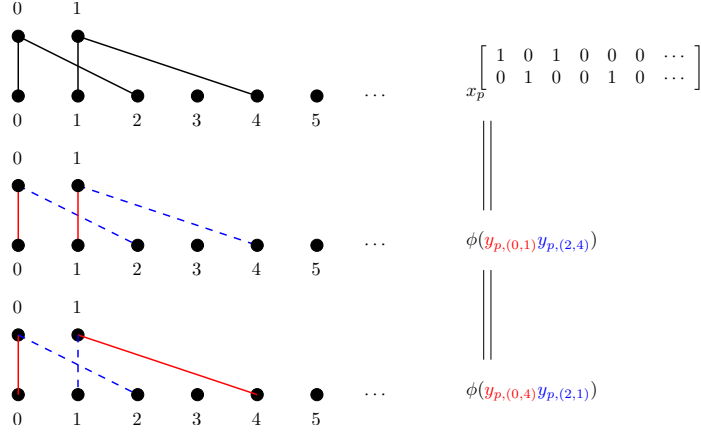 0 1
x_p [ 1 0 1 0 0 0 ⋯
0 1 0 0 1 0 ⋯ ]
⋯
0 1 2 3 4 5
0 1
⋯ ϕ(y_{p,(0,1)}y_{p,(2,4)})
0 1 2 3 4 5
0 1
⋯ ϕ(y_{p,(0,4)}y_{p,(2,1)})
0 1 2 3 4 5